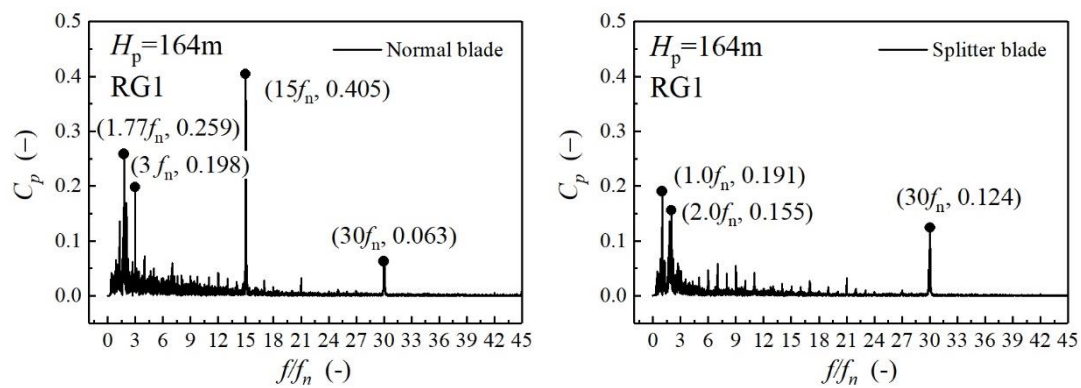 0.5
0.4
0.3
0.2
0.1
0.0
C_p (–)
H_p=164m
RG1
Normal blade
(15f_n, 0.405)
(1.77f_n, 0.259)
(3 f_n, 0.198)
(30f_n, 0.063)
0 3 6 9 12 15 18 21 24 27 30 33 36 39 42 45
f/f_n (-)
0.5
0.4
0.3
0.2
0.1
0.0
C_p (–)
H_p=164m
RG1
Splitter blade
(1.0f_n, 0.191)
(2.0f_n, 0.155)
(30f_n, 0.124)
0 3 6 9 12 15 18 21 24 27 30 33 36 39 42 45
f/f_n (-)